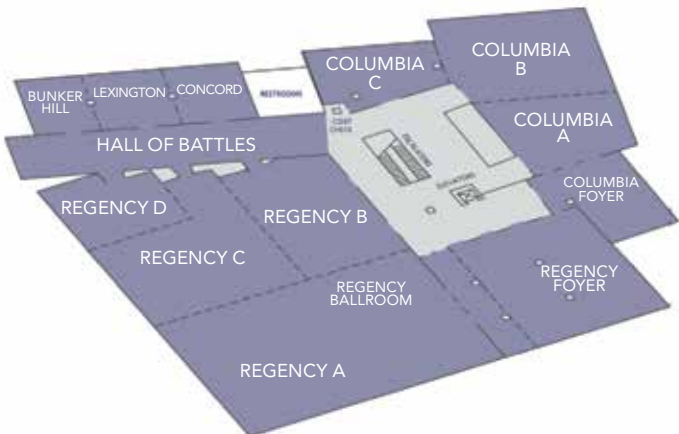 COLUMBIA
B
COLUMBIA
C
BUNKER
HILL
LEXINGTON
CONCORD
RESTROOMS
COAT
CHECK
COLUMBIA
A
HALL OF BATTLES
ESCALATORS
ELEVATORS
COLUMBIA
FOYER
REGENCY D
REGENCY B
REGENCY C
REGENCY
FOYER
REGENCY
BALLROOM
REGENCY A